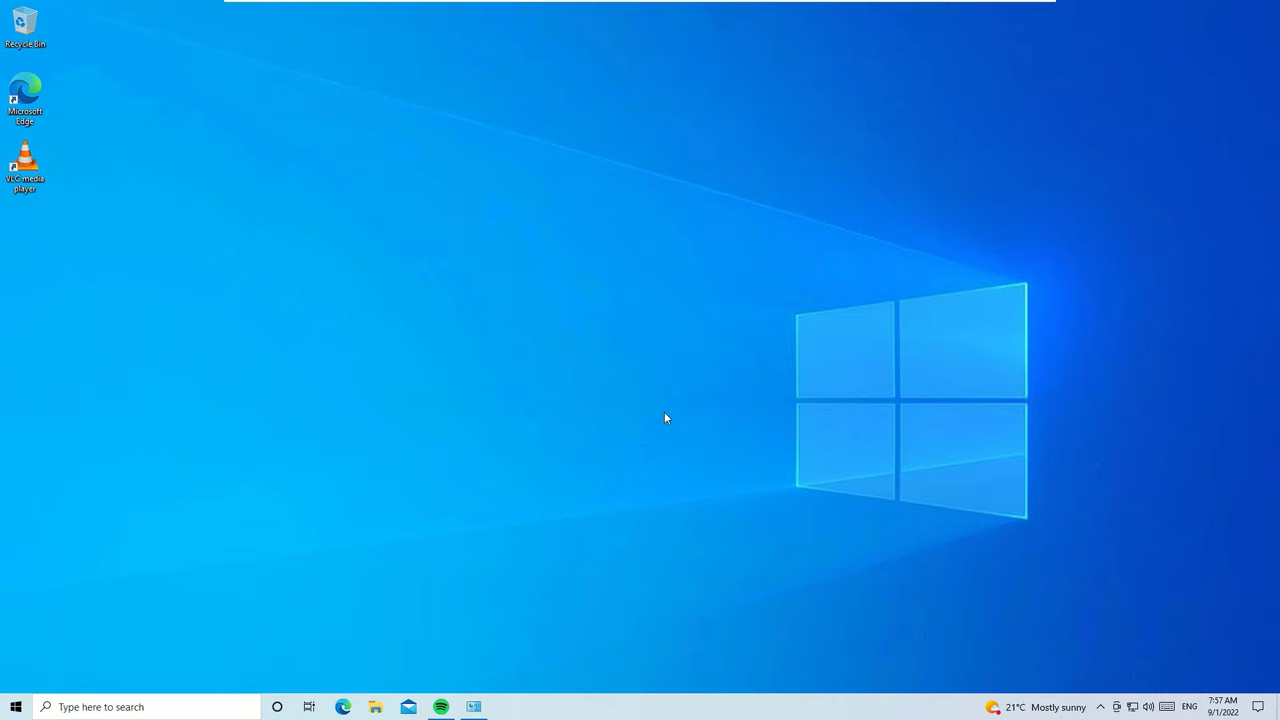 Recycle Bin
Microsoft
Edge
VLC media
player
Type here to search
21°C Mostly sunny
ENG
7:57 AM
9/1/2022